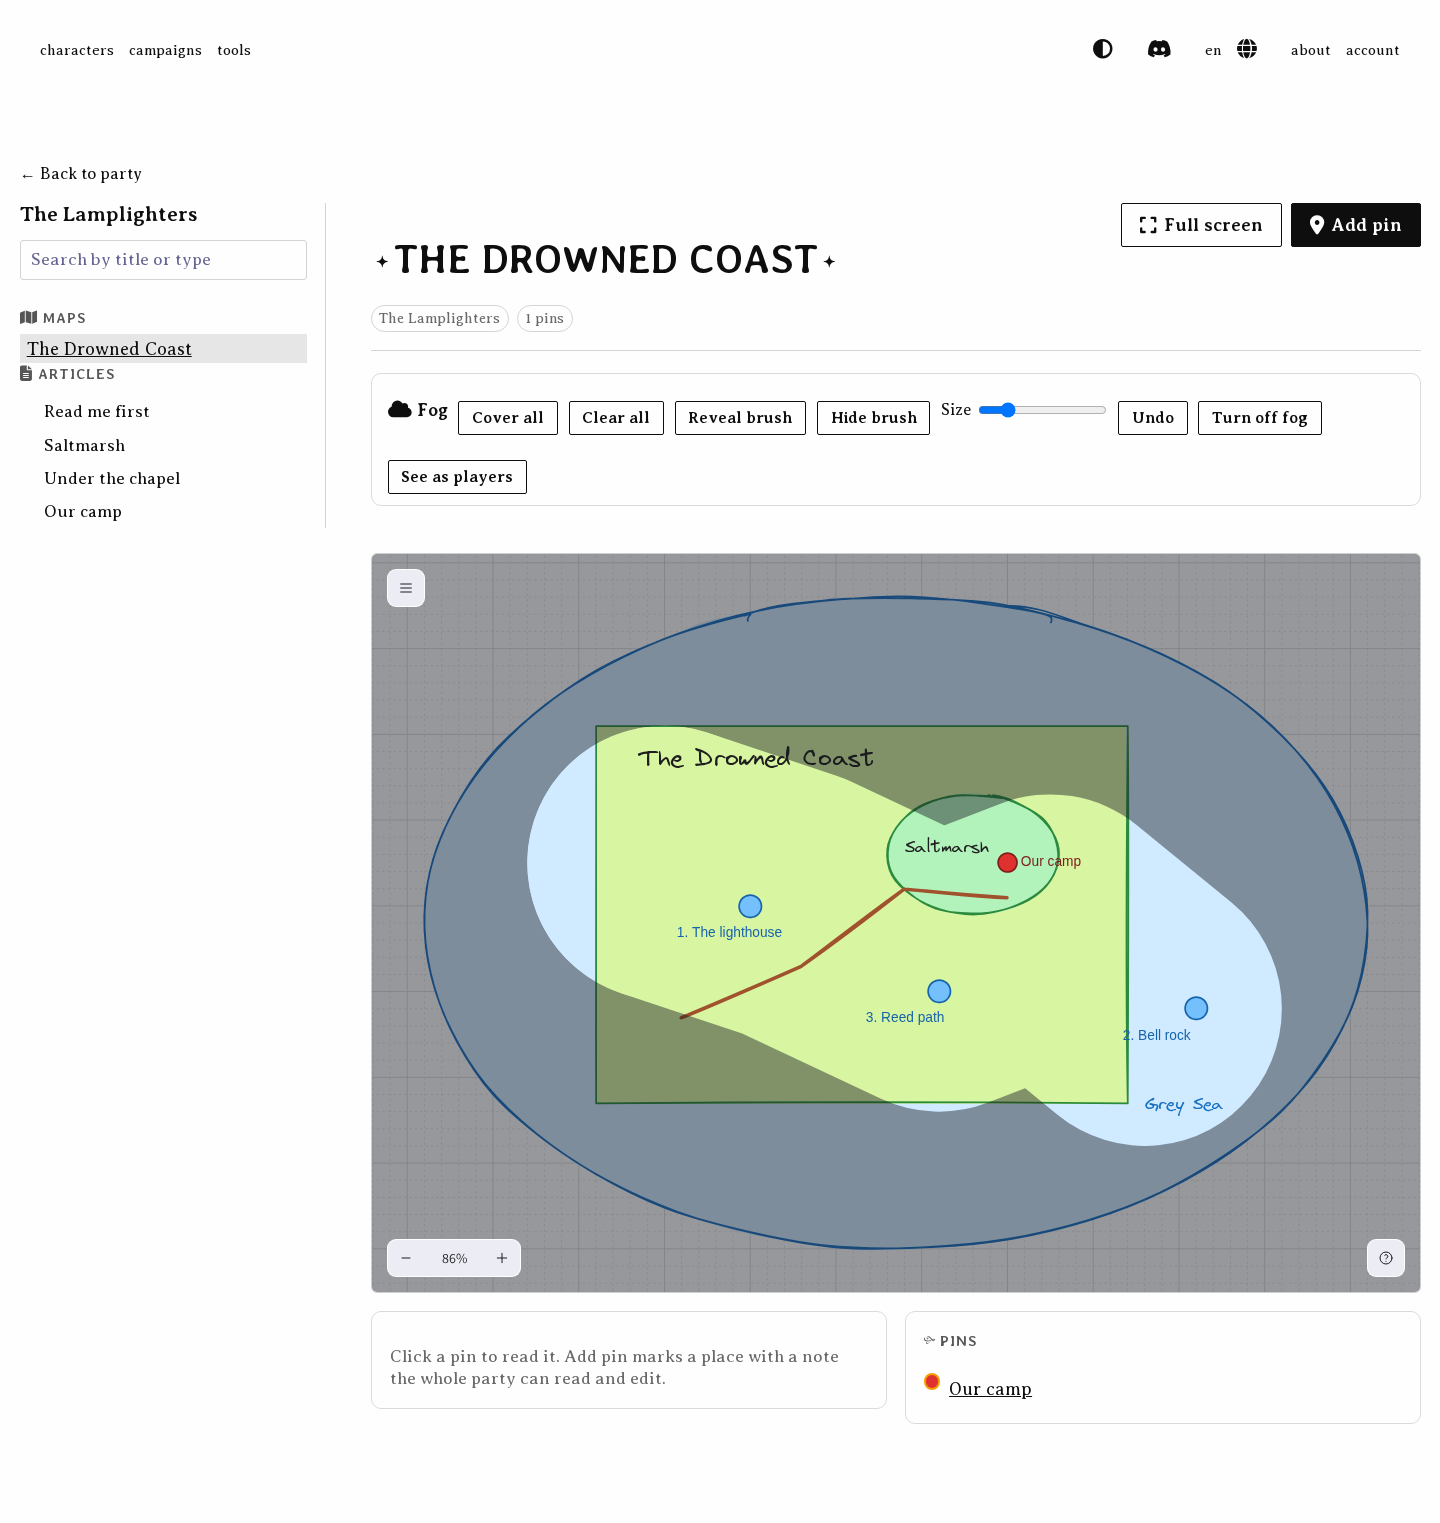 characters campaigns tools
en about account
← Back to party
The Lamplighters
Search by title or type
MAPS
The Drowned Coast
ARTICLES
Read me first
Saltmarsh
Under the chapel
Our camp
Full screen
Add pin
THE DROWNED COAST
The Lamplighters
1 pins
Fog
Cover all
Clear all
Reveal brush
Hide brush
Size
Undo
Turn off fog
See as players
The Drowned Coast
Saltmarsh
Our camp
1. The lighthouse
3. Reed path
2. Bell rock
Grey Sea
86%
Click a pin to read it. Add pin marks a place with a note
the whole party can read and edit.
PINS
Our camp